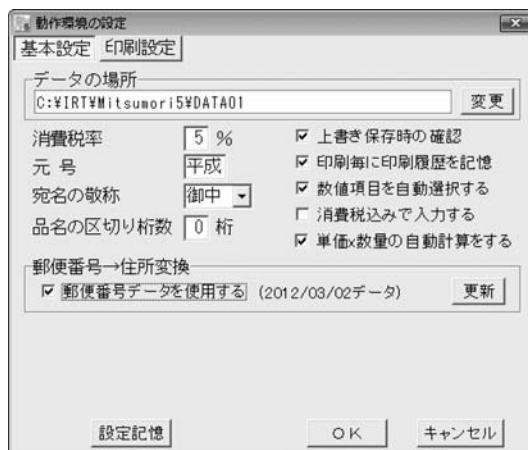 動作環境の設定
基本設定 印刷設定
データの場所
C:¥IRT¥Mitsumori5¥DATA01 変更
消費税率 5 % 上書き保存時の確認
元号 平成 印刷毎に印刷履歴を記憶
宛名の敬称 御中 数値項目を自動選択する
品名の区切り桁数 0 桁 消費税込みで入力する
単価x数量の自動計算をする
郵便番号→住所変換
郵便番号データを使用する (2012/03/02データ) 更新
設定記憶 OK キャンセル